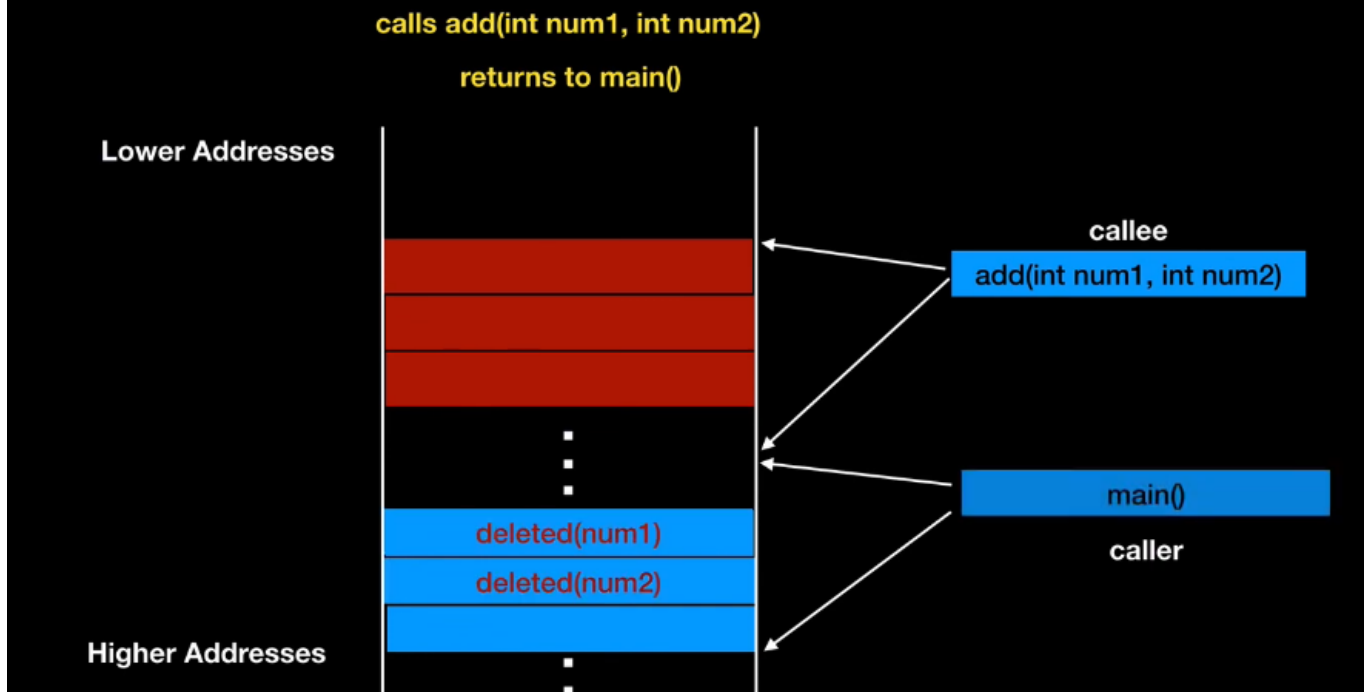 calls add(int num1, int num2)
returns to main()
Lower Addresses
callee
add(int num1, int num2)
main()
deleted(num1)
caller
deleted(num2)
Higher Addresses